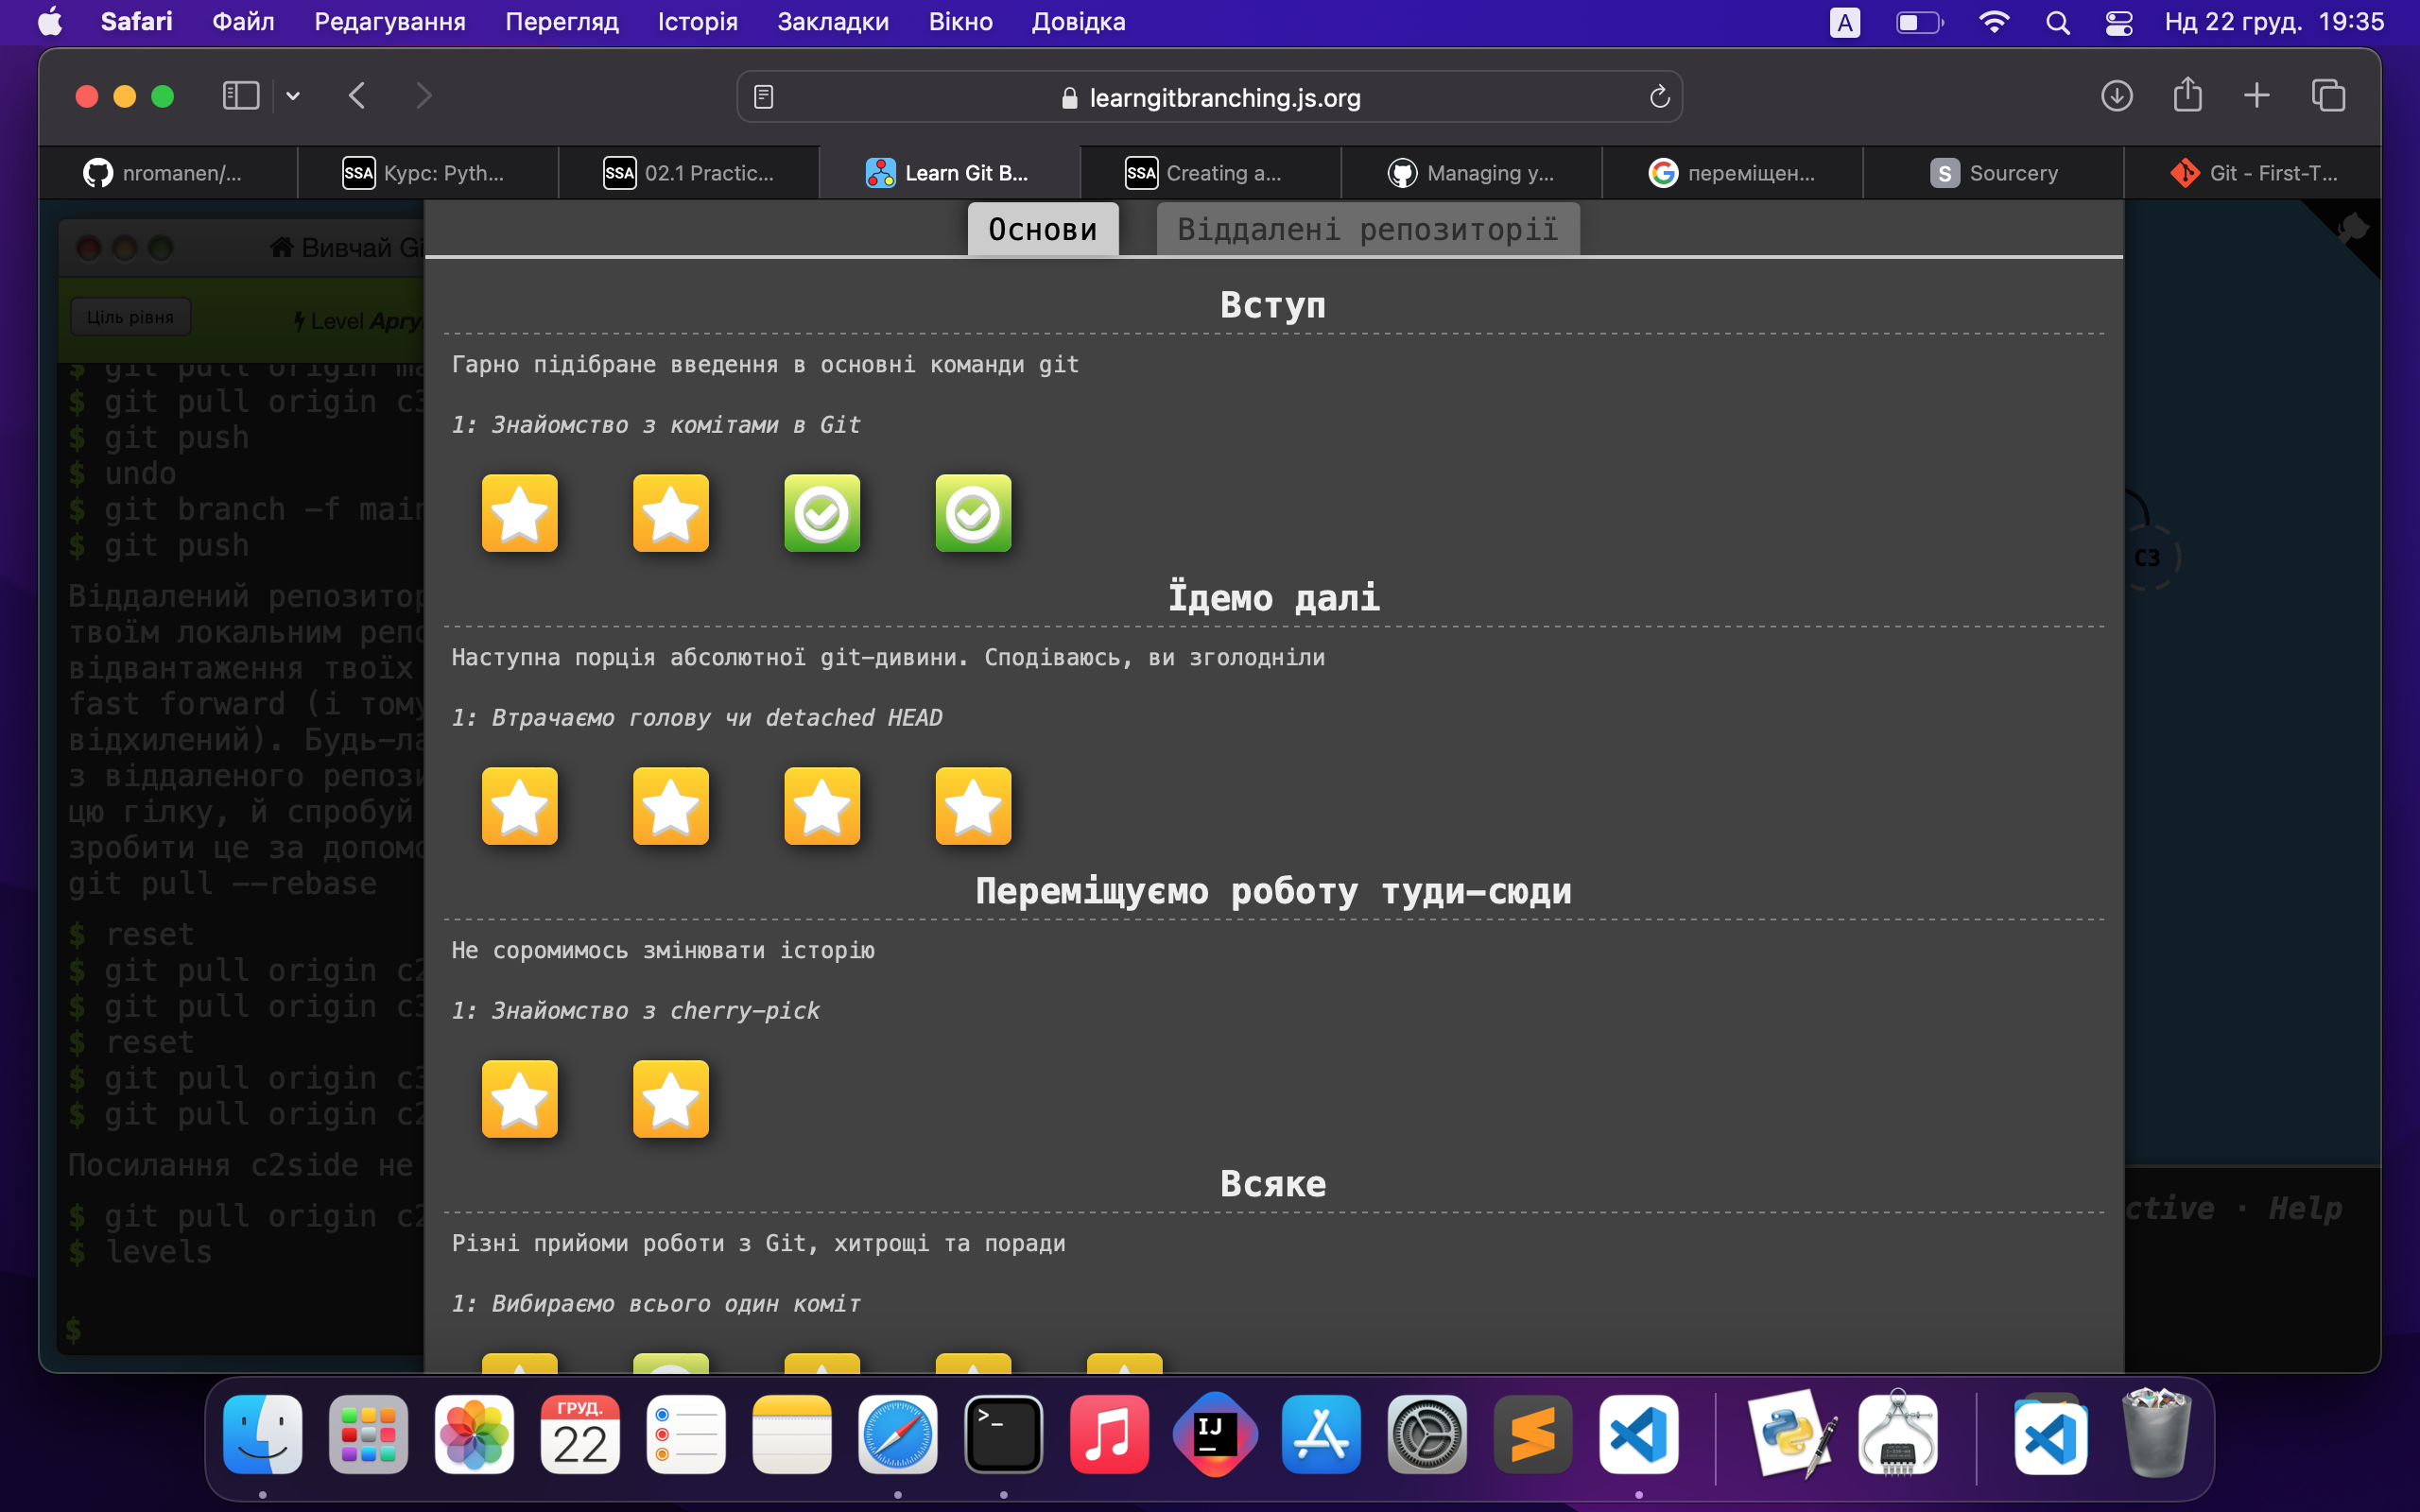 Safari Файл Редагування Перегляд Історія Закладки Вікно Довідка A Нд 22 груд. 19:35
learngitbranching.js.org
nromanen/... SSA Курс: Pyth... SSA 02.1 Practic... Learn Git B... SSA Creating a... Managing y... переміщен... S Sourcery Git - First-T...
Вивчай Gi
Ціль рівня
Level Аргу
$ git pull origin ma
$ git pull origin c3
$ git push
$ undo
$ git branch -f main
$ git push
Віддалений репозитор
твоїм локальним репо
відвантаження твоїх
fast forward (і тому
відхилений). Будь-ла
з віддаленого репози
цю гілку, й спробуй
зробити це за допомо
git pull --rebase
$ reset
$ git pull origin c2
$ git pull origin c3
$ reset
$ git pull origin c3
$ git pull origin c2
Посилання c2side не
$ git pull origin c2
$ levels
$
Основи Віддалені репозиторії
Вступ
Гарно підібране введення в основні команди git
1: Знайомство з комітами в Git
Їдемо далі
Наступна порція абсолютної git-дивини. Сподіваюсь, ви зголодніли
1: Втрачаємо голову чи detached HEAD
Переміщуємо роботу туди-сюди
Не соромимось змінювати історію
1: Знайомство з cherry-pick
Всяке
Різні прийоми роботи з Git, хитрощі та поради
1: Вибираємо всього один коміт
C3
ctive · Help
ГРУД.
22
>_
IJ